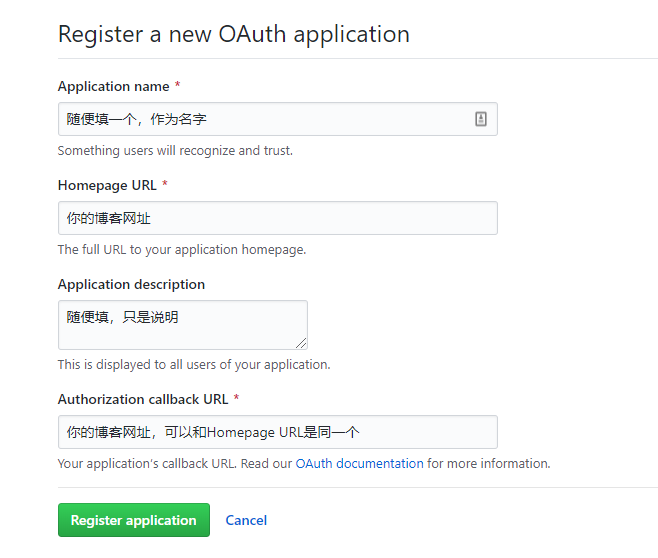 Register a new OAuth application
Application name *
随便填一个，作为名字
Something users will recognize and trust.
Homepage URL *
你的博客网址
The full URL to your application homepage.
Application description
随便填，只是说明
This is displayed to all users of your application.
Authorization callback URL *
你的博客网址，可以和Homepage URL是同一个
Your application's callback URL. Read our OAuth documentation for more information.
Register application Cancel